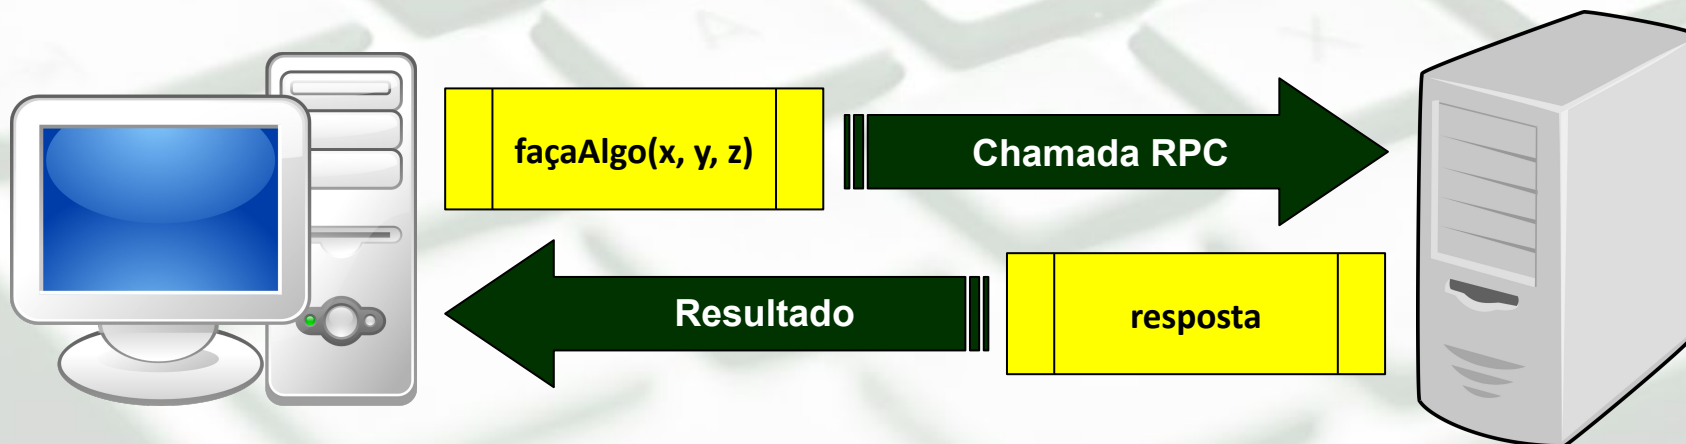 façaAlgo(x, y, z)
Chamada RPC
Resultado
resposta